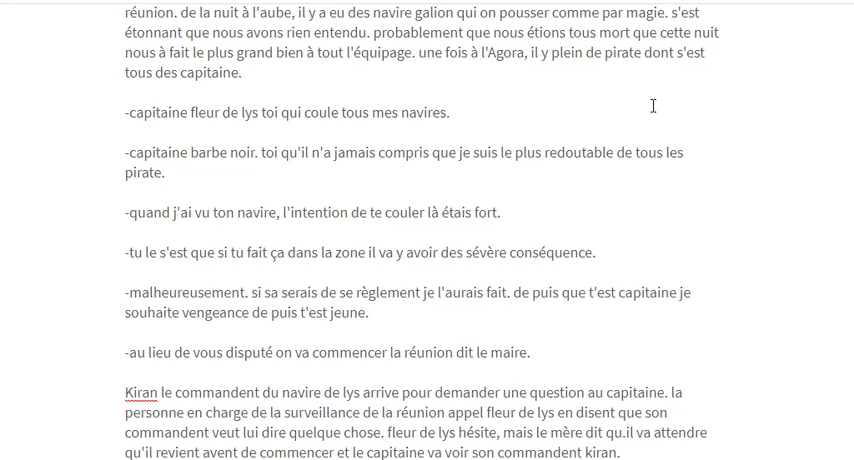 réunion. de la nuit à l'aube, il y a eu des navire galion qui on pousser comme par magie. s'est
étonnant que nous avons rien entendu. probablement que nous étions tous mort que cette nuit
nous à fait le plus grand bien à tout l'équipage. une fois à l'Agora, il y plein de pirate dont s'est
tous des capitaine.
-capitaine fleur de lys toi qui coule tous mes navires.
-capitaine barbe noir. toi qu'il n'a jamais compris que je suis le plus redoutable de tous les
pirate.
-quand j'ai vu ton navire, l'intention de te couler là étais fort.
-tu le s'est que si tu fait ça dans la zone il va y avoir des sévère conséquence.
-malheureusement. si sa serais de se règlement je l'aurais fait. de puis que t'est capitaine je
souhaite vengeance de puis t'est jeune.
-au lieu de vous disputé on va commencer la réunion dit le maire.
Kiran le commandent du navire de lys arrive pour demander une question au capitaine. la
personne en charge de la surveillance de la réunion appel fleur de lys en disent que son
commandent veut lui dire quelque chose. fleur de lys hésite, mais le mère dit qu.il va attendre
qu'il revient avent de commencer et le capitaine va voir son commandent kiran.